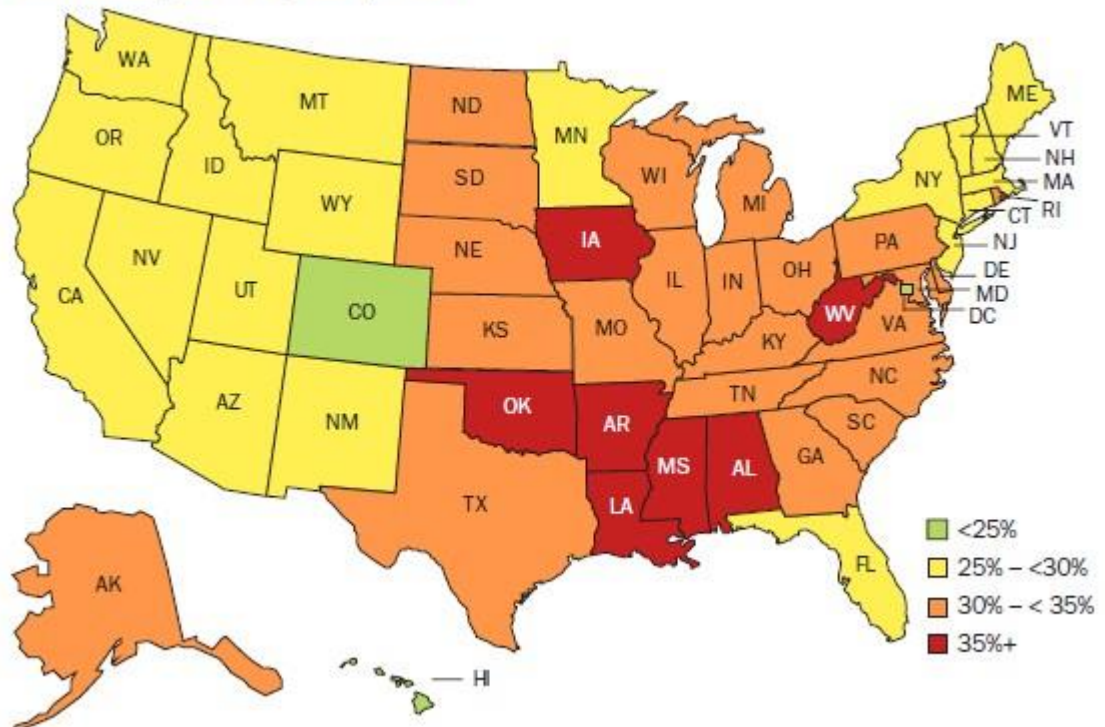 WA
MT
ND
MN
ME
OR
ID
SD
WI
VT
NH
WY
MI
NY
MA
RI
CT
IA
NE
PA
NJ
NV
UT
IL
IN
OH
DE
MD
CA
CO
DC
WV
VA
KS
MO
KY
NC
AZ
NM
OK
TN
AR
SC
MS
AL
GA
TX
LA
<25%
25% – <30%
FL
AK
30% – < 35%
35%+
HI